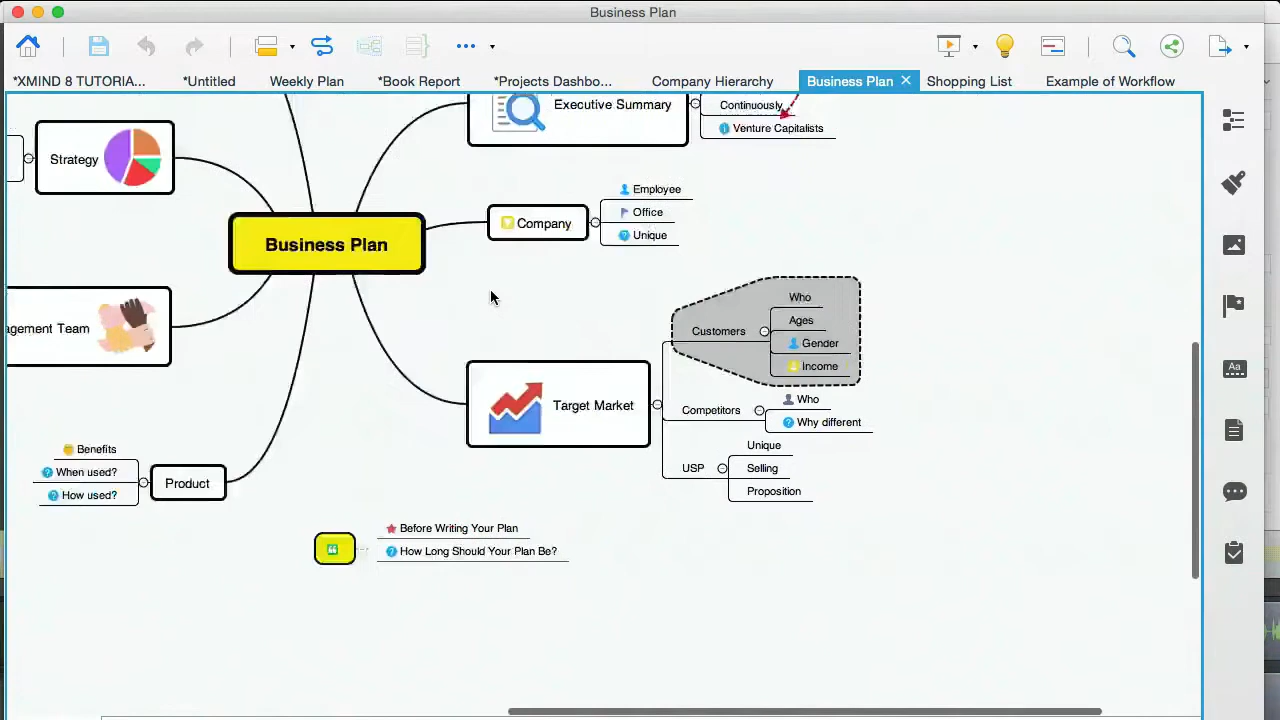 Business Plan
*XMIND 8 TUTORIA...
*Untitled
Weekly Plan
*Book Report
*Projects Dashbo...
Company Hierarchy
Business Plan
Shopping List
Example of Workflow
Executive Summary
Continuously
Venture Capitalists
Strategy
Employee
Company
Office
Unique
Business Plan
agement Team
Who
Customers
Ages
Gender
Income
Target Market
Competitors
Who
Why different
Unique
USP
Selling
Proposition
Benefits
When used?
Product
How used?
Before Writing Your Plan
How Long Should Your Plan Be?
Aa